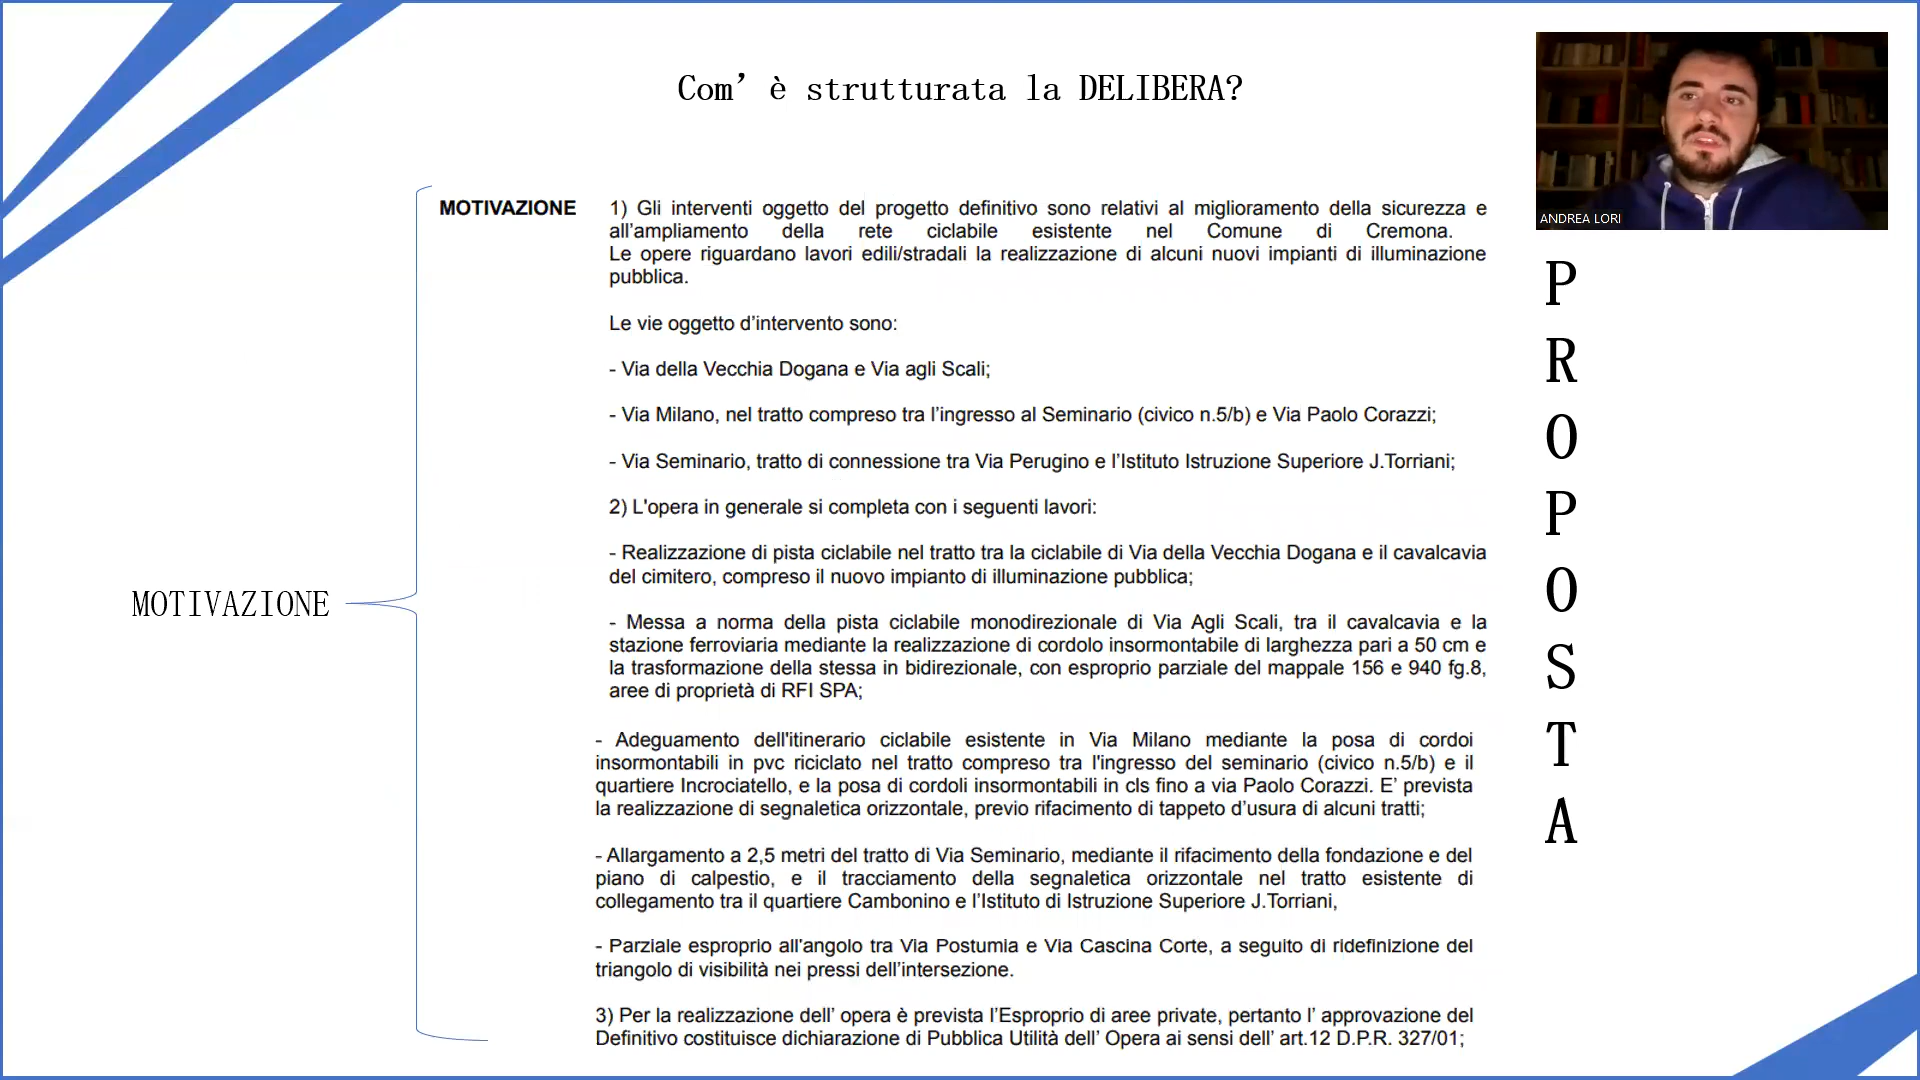 Com’ è strutturata la DELIBERA?
ANDREA LORI
MOTIVAZIONE
MOTIVAZIONE
1) Gli interventi oggetto del progetto definitivo sono relativi al miglioramento della sicurezza e
all’ampliamento della rete ciclabile esistente nel Comune di Cremona.
Le opere riguardano lavori edili/stradali la realizzazione di alcuni nuovi impianti di illuminazione
pubblica.
Le vie oggetto d’intervento sono:
- Via della Vecchia Dogana e Via agli Scali;
- Via Milano, nel tratto compreso tra l’ingresso al Seminario (civico n.5/b) e Via Paolo Corazzi;
- Via Seminario, tratto di connessione tra Via Perugino e l’Istituto Istruzione Superiore J.Torriani;
2) L'opera in generale si completa con i seguenti lavori:
- Realizzazione di pista ciclabile nel tratto tra la ciclabile di Via della Vecchia Dogana e il cavalcavia
del cimitero, compreso il nuovo impianto di illuminazione pubblica;
- Messa a norma della pista ciclabile monodirezionale di Via Agli Scali, tra il cavalcavia e la
stazione ferroviaria mediante la realizzazione di cordolo insormontabile di larghezza pari a 50 cm e
la trasformazione della stessa in bidirezionale, con esproprio parziale del mappale 156 e 940 fg.8,
aree di proprietà di RFI SPA;
- Adeguamento dell'itinerario ciclabile esistente in Via Milano mediante la posa di cordoi
insormontabili in pvc riciclato nel tratto compreso tra l'ingresso del seminario (civico n.5/b) e il
quartiere Incrociatello, e la posa di cordoli insormontabili in cls fino a via Paolo Corazzi. E’ prevista
la realizzazione di segnaletica orizzontale, previo rifacimento di tappeto d’usura di alcuni tratti;
- Allargamento a 2,5 metri del tratto di Via Seminario, mediante il rifacimento della fondazione e del
piano di calpestio, e il tracciamento della segnaletica orizzontale nel tratto esistente di
collegamento tra il quartiere Cambonino e l’Istituto di Istruzione Superiore J.Torriani,
- Parziale esproprio all'angolo tra Via Postumia e Via Cascina Corte, a seguito di ridefinizione del
triangolo di visibilità nei pressi dell’intersezione.
3) Per la realizzazione dell’ opera è prevista l’Esproprio di aree private, pertanto l’ approvazione del
Definitivo costituisce dichiarazione di Pubblica Utilità dell’ Opera ai sensi dell’ art.12 D.P.R. 327/01;
P
R
O
P
O
S
T
A